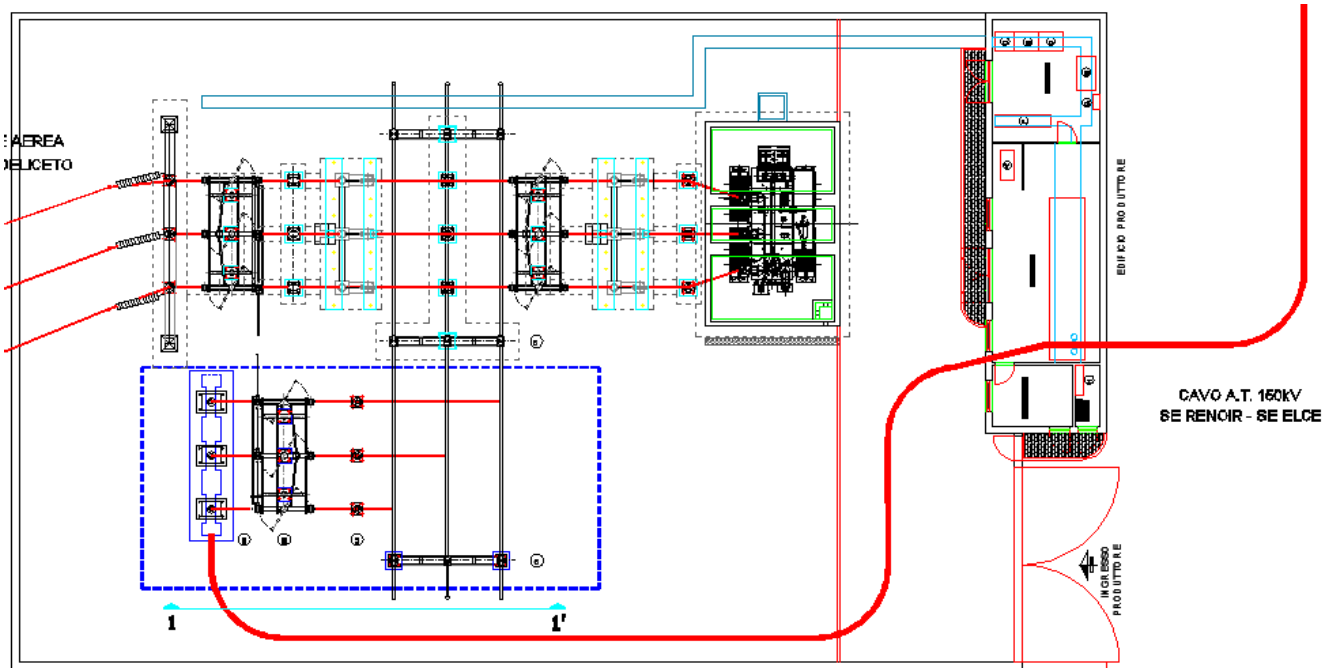 E AEREA
DELICETO
EDIFICIO PRODUTTORE
CAVO A.T. 150kV
SE RENOIR - SE ELCE
INGRESSO
PRODUTTORE
1
1'